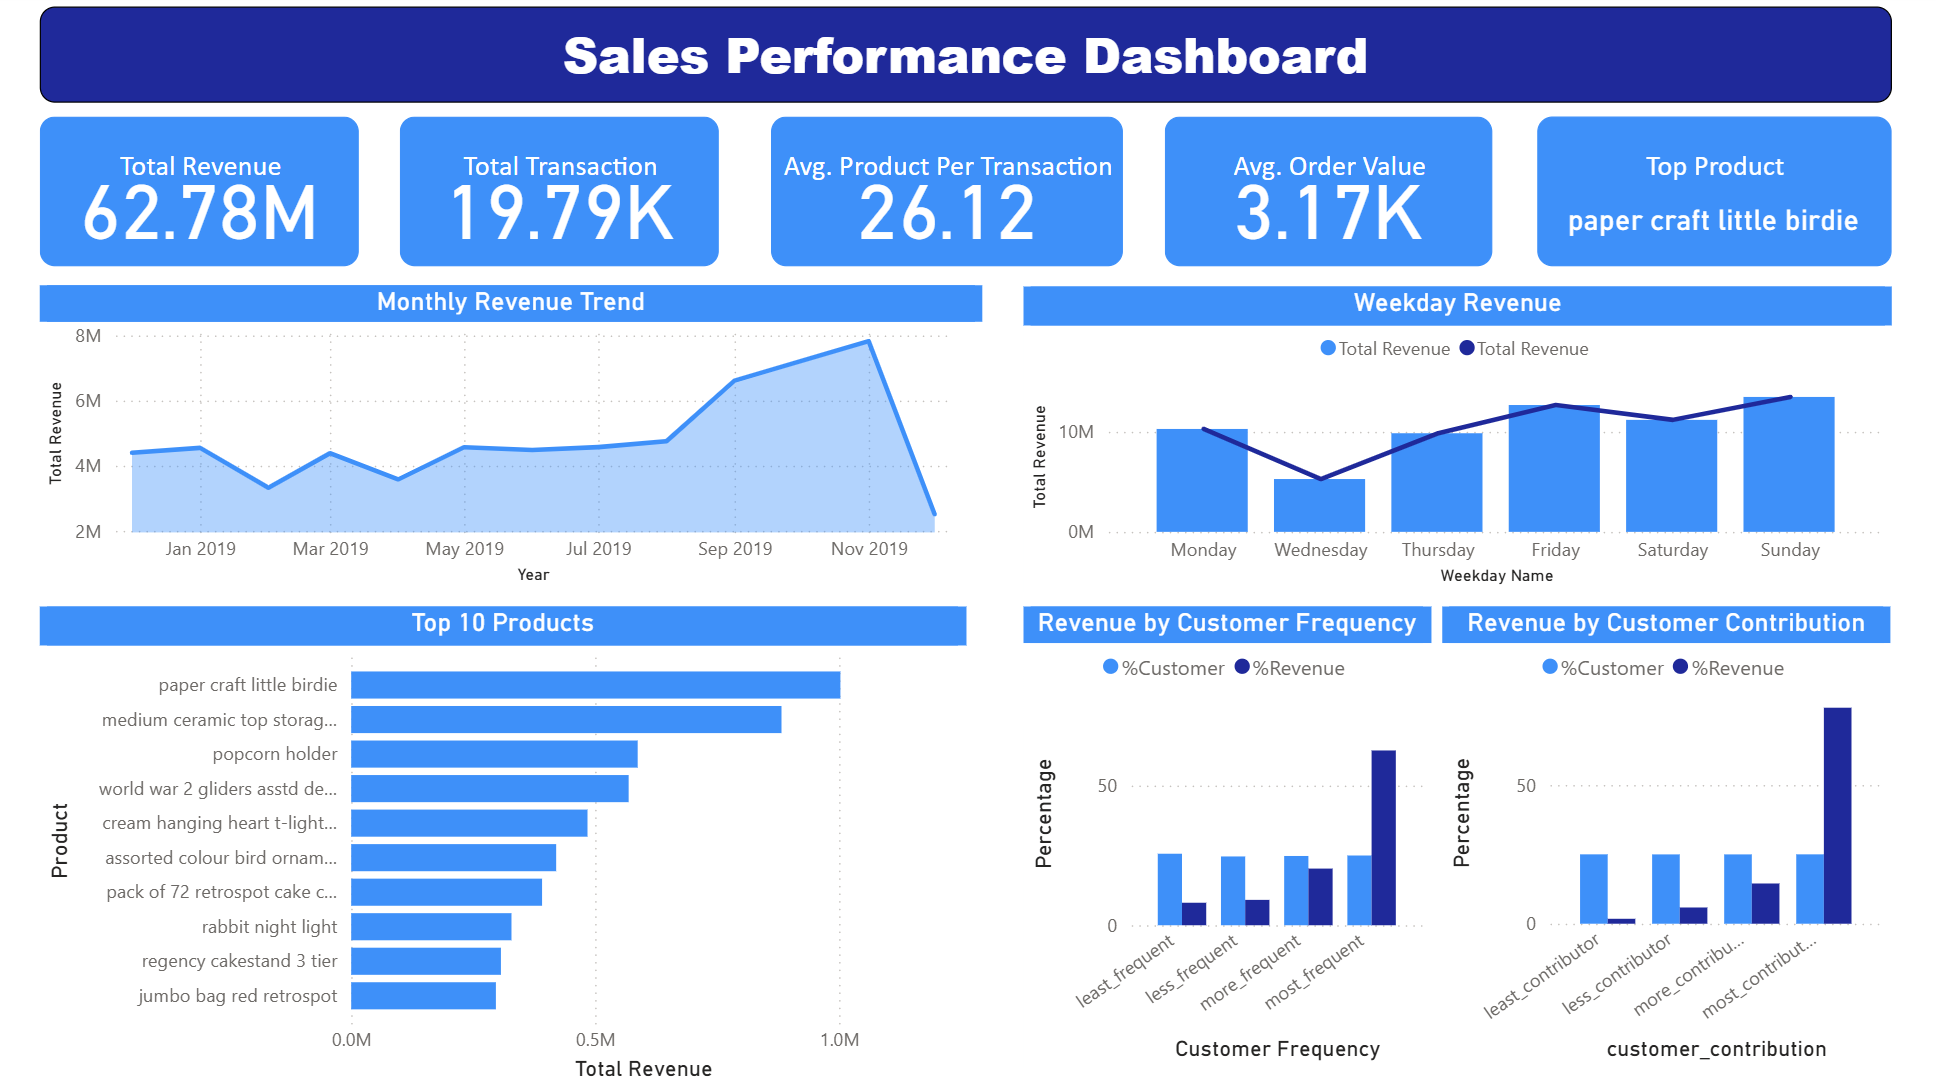 Sales Performance Dashboard
Total Revenue
62.78M
Total Transaction
19.79K
Avg. Product Per Transaction
26.12
Avg. Order Value
3.17K
Top Product
paper craft little birdie
Monthly Revenue Trend
Total Revenue
8M
6M
4M
2M
Jan 2019 Mar 2019 May 2019 Jul 2019 Sep 2019 Nov 2019
Year
Weekday Revenue
Total Revenue Total Revenue
Total Revenue
10M
0M
Monday Wednesday Thursday Friday Saturday Sunday
Weekday Name
Top 10 Products
Product
paper craft little birdie
medium ceramic top storag...
popcorn holder
world war 2 gliders asstd de...
cream hanging heart t-light...
assorted colour bird ornam...
pack of 72 retrospot cake c...
rabbit night light
regency cakestand 3 tier
jumbo bag red retrospot
0.0M 0.5M 1.0M
Total Revenue
Revenue by Customer Frequency
%Customer %Revenue
Percentage
50
0
least_frequent
less_frequent
more_frequent
most_frequent
Customer Frequency
Revenue by Customer Contribution
%Customer %Revenue
Percentage
50
0
least_contributor
less_contributor
more_contribu...
most_contribut...
customer_contribution